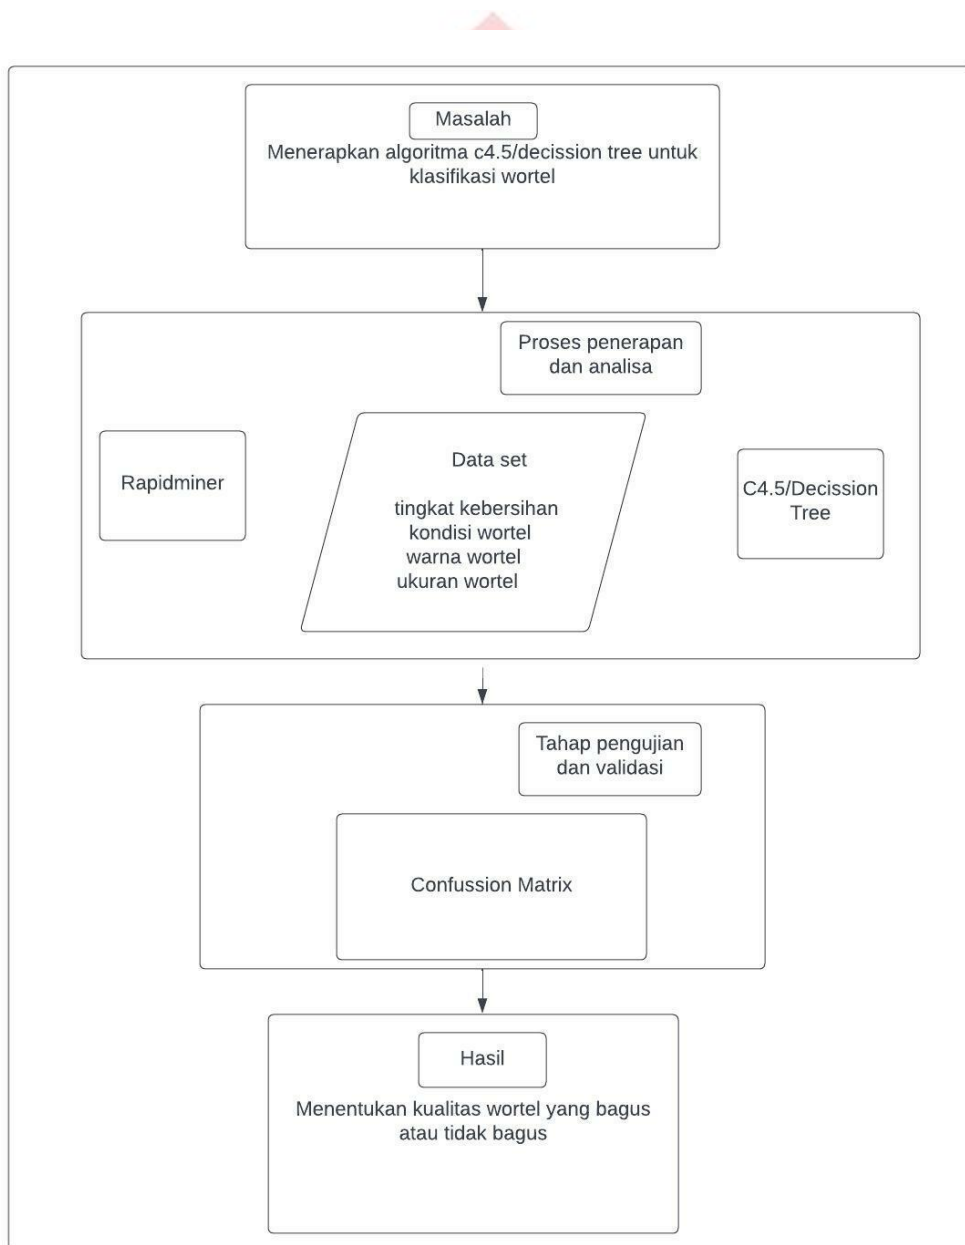 Masalah
Menerapkan algoritma c4.5/decission tree untuk
klasifikasi wortel
Proses penerapan
dan analisa
Rapidminer
Data set
tingkat kebersihan
kondisi wortel
warna wortel
ukuran wortel
C4.5/Decission
Tree
Tahap pengujian
dan validasi
Confussion Matrix
Hasil
Menentukan kualitas wortel yang bagus
atau tidak bagus